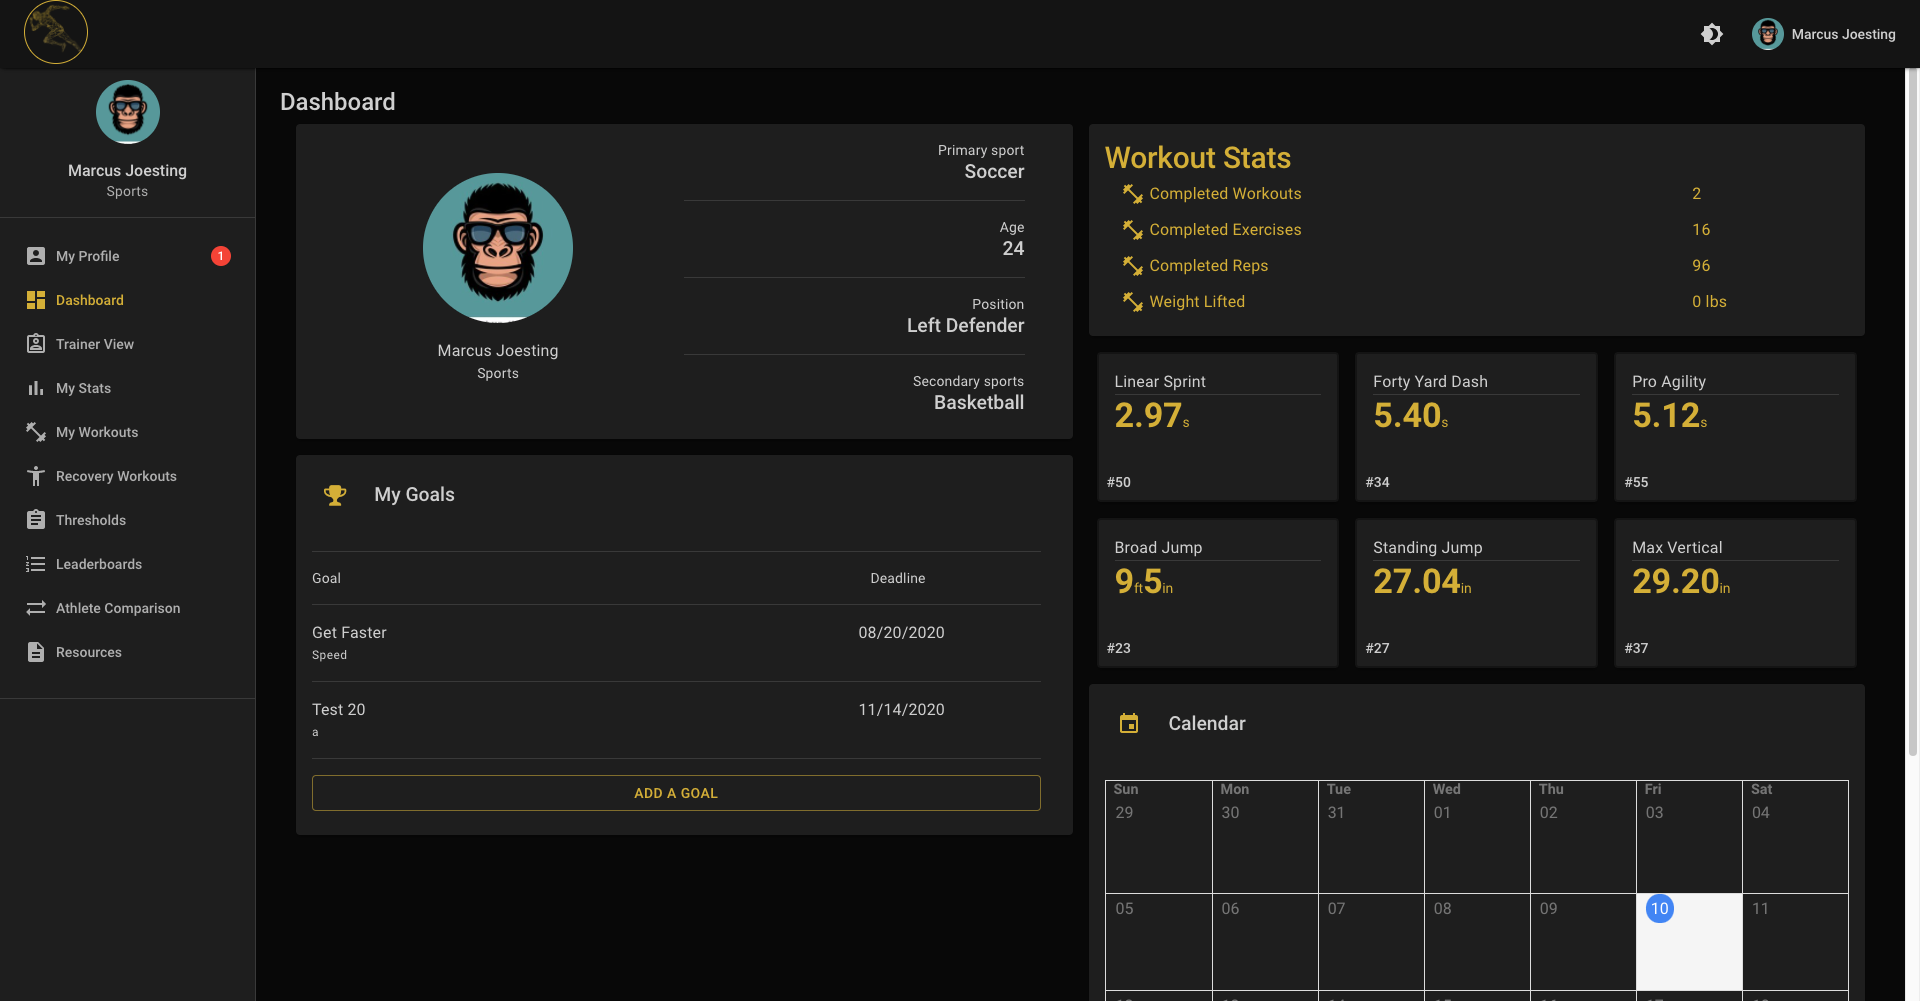 Marcus Joesting
Marcus Joesting
Sports
My Profile 1
Dashboard
Trainer View
My Stats
My Workouts
Recovery Workouts
Thresholds
Leaderboards
Athlete Comparison
Resources
Dashboard
Marcus Joesting
Sports
Primary sport
Soccer
Age
24
Position
Left Defender
Secondary sports
Basketball
My Goals
Goal Deadline
Get Faster 08/20/2020
Speed
Test 20 11/14/2020
a
ADD A GOAL
Workout Stats
Completed Workouts 2
Completed Exercises 16
Completed Reps 96
Weight Lifted 0 lbs
Linear Sprint
2.97s
#50
Forty Yard Dash
5.40s
#34
Pro Agility
5.12s
#55
Broad Jump
9ft5in
#23
Standing Jump
27.04in
#27
Max Vertical
29.20in
#37
Calendar
Sun Mon Tue Wed Thu Fri Sat
29 30 31 01 02 03 04
05 06 07 08 09 10 11